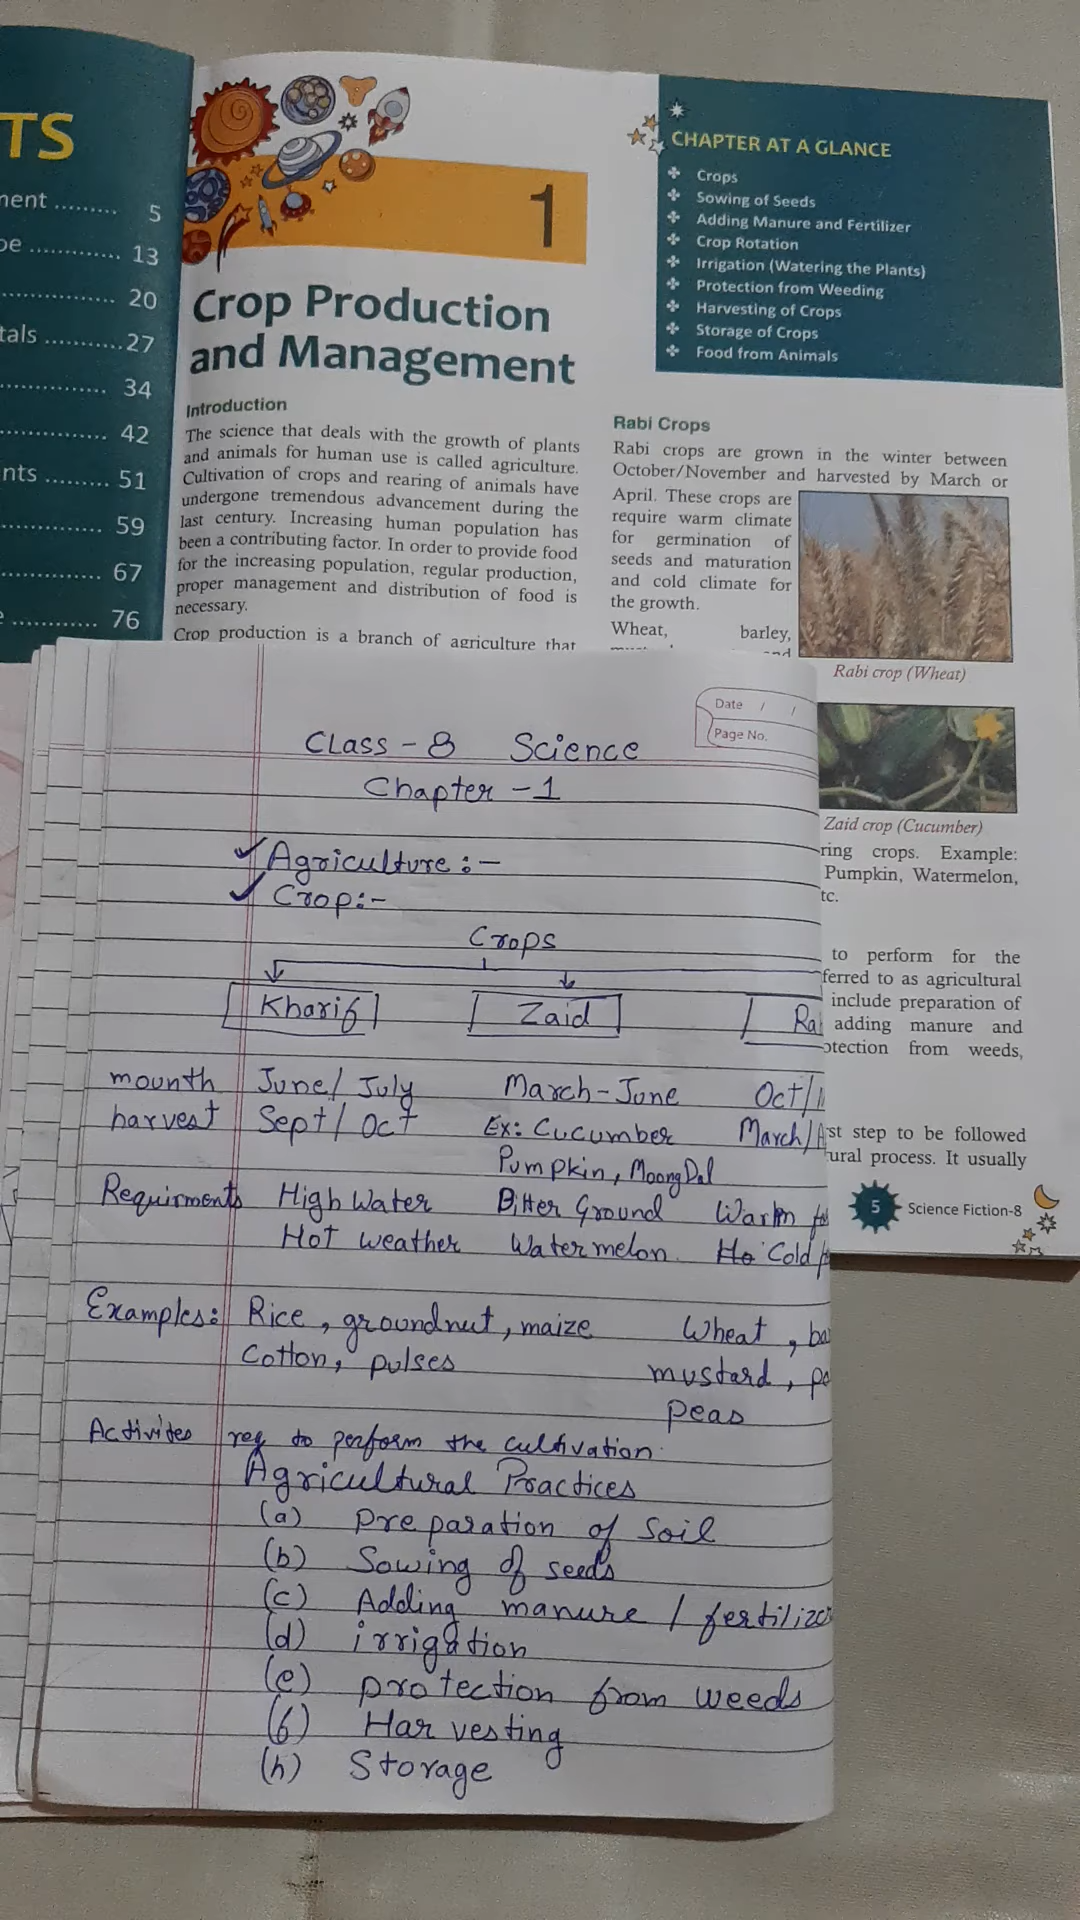 TS
5
13
20
27
34
42
nts ......... 51
59
67
76
1
Crop Production
and Management
CHAPTER AT A GLANCE
Crops
Sowing of Seeds
Adding Manure and Fertilizer
Crop Rotation
Irrigation (Watering the Plants)
Protection from Weeding
Harvesting of Crops
Storage of Crops
Food from Animals
Introduction
The science that deals with the growth of plants
and animals for human use is called agriculture.
Cultivation of crops and rearing of animals have
undergone tremendous advancement during the
last century. Increasing human population has
been a contributing factor. In order to provide food
for the increasing population, regular production,
proper management and distribution of food is
necessary.
Crop production is a branch of agriculture that
Rabi Crops
Rabi crops are grown in the winter between
October/November and harvested by March or
April. These crops are
require warm climate
for germination of
seeds and maturation
and cold climate for
the growth.
Wheat, barley,
Rabi crop (Wheat)
Zaid crop (Cucumber)
ring crops. Example:
Pumpkin, Watermelon,
tc.
to perform for the
ferred to as agricultural
include preparation of
adding manure and
otection from weeds,
st step to be followed
ural process. It usually
5 Science Fiction-8
Date / /
Page No.
Class - 8 Science
Chapter - 1
Agriculture :-
Crop:-
Crops
Kharif Zaid Ra
mounth June/July March-June Oct/
harvest Sept/Oct Ex: Cucumber March/
Pumpkin, Moong Dal
Requirments High Water Bitter Ground Warm
Hot weather Watermelon. Cold
Examples: Rice, groundnut, maize Wheat, ba
Cotton, pulses mustard,
peas
Activites req to perform the cultivation.
Agricultural Practices
(a) Preparation of Soil
(b) Sowing of seeds
(c) Adding manure / fertilizer
(d) irrigation
(e) protection from weeds
(f) Harvesting
(h) Storage